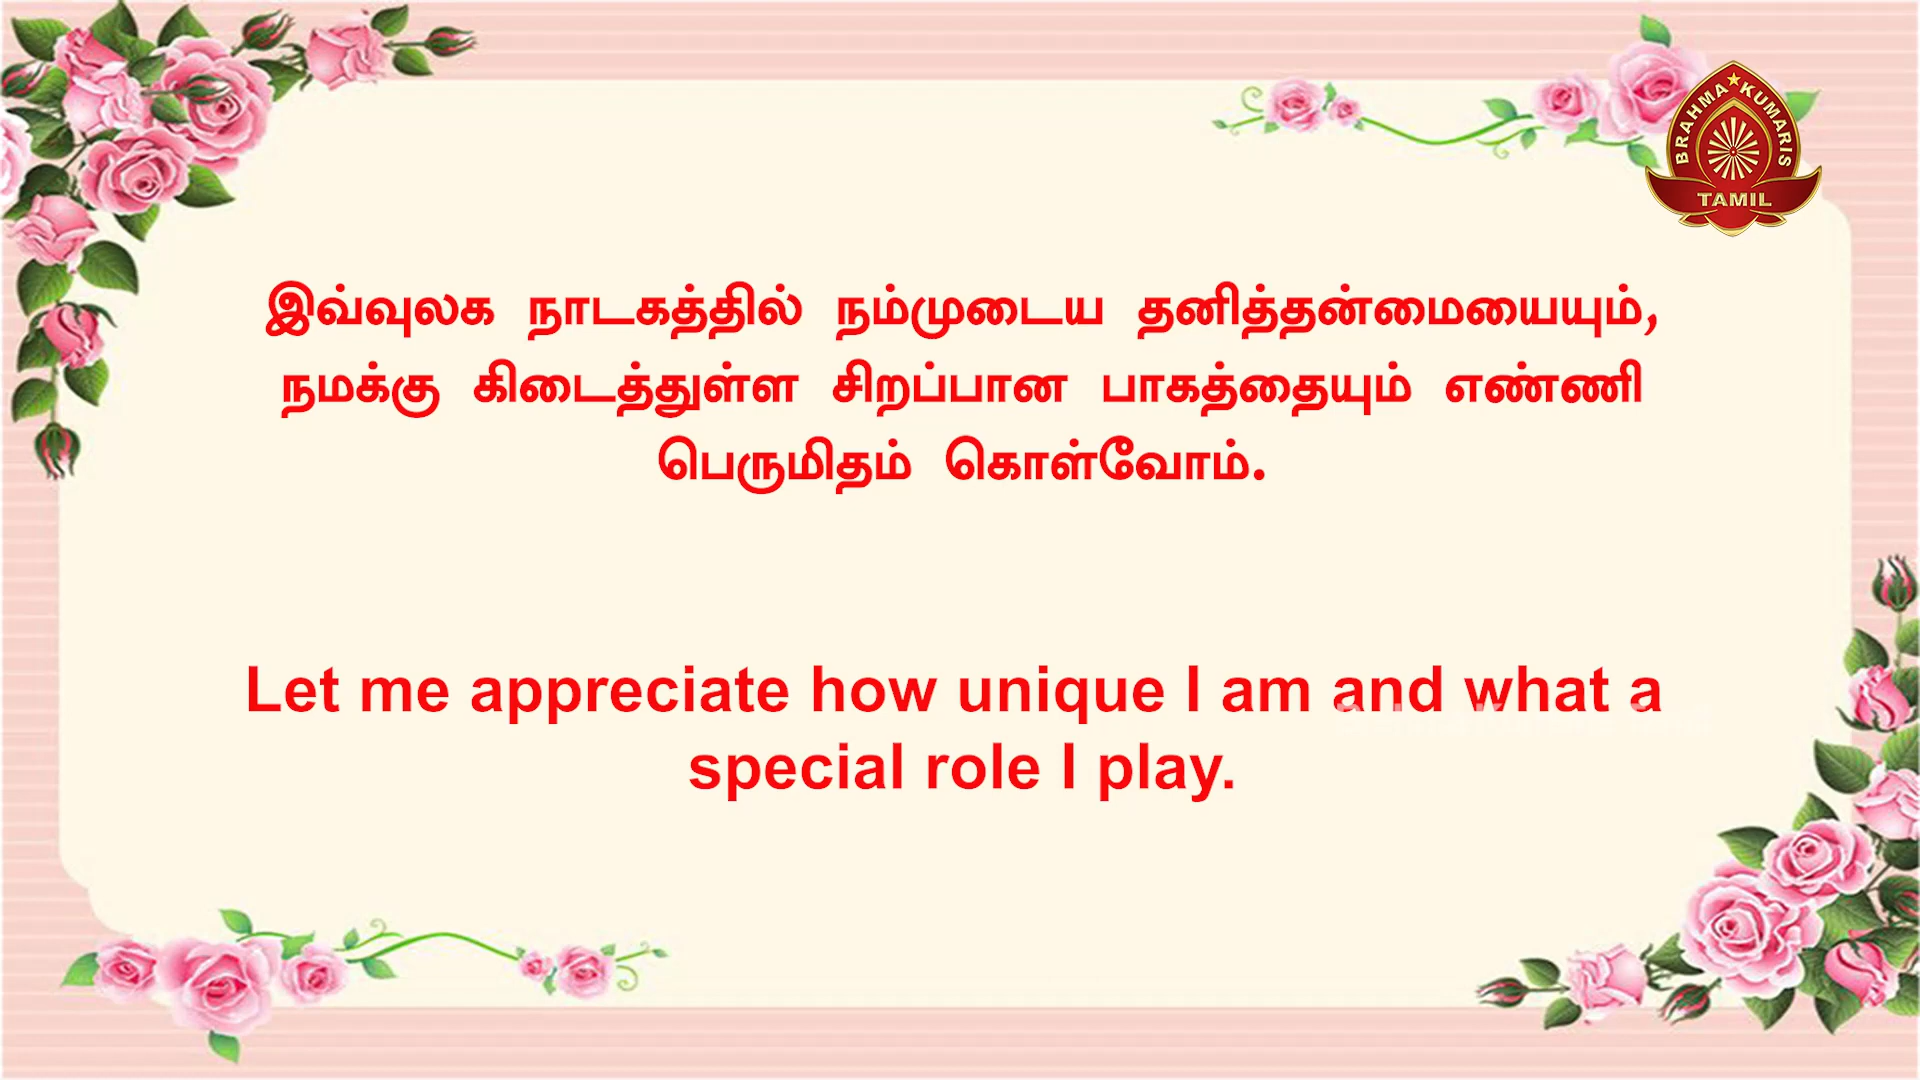 BRAHMA KUMARIS
TAMIL
இவ்வுலக நாடகத்தில் நம்முடைய தனித்தன்மையையும்,
நமக்கு கிடைத்துள்ள சிறப்பான பாகத்தையும் எண்ணி
பெருமிதம் கொள்வோம்.
Let me appreciate how unique I am and what a
special role I play.